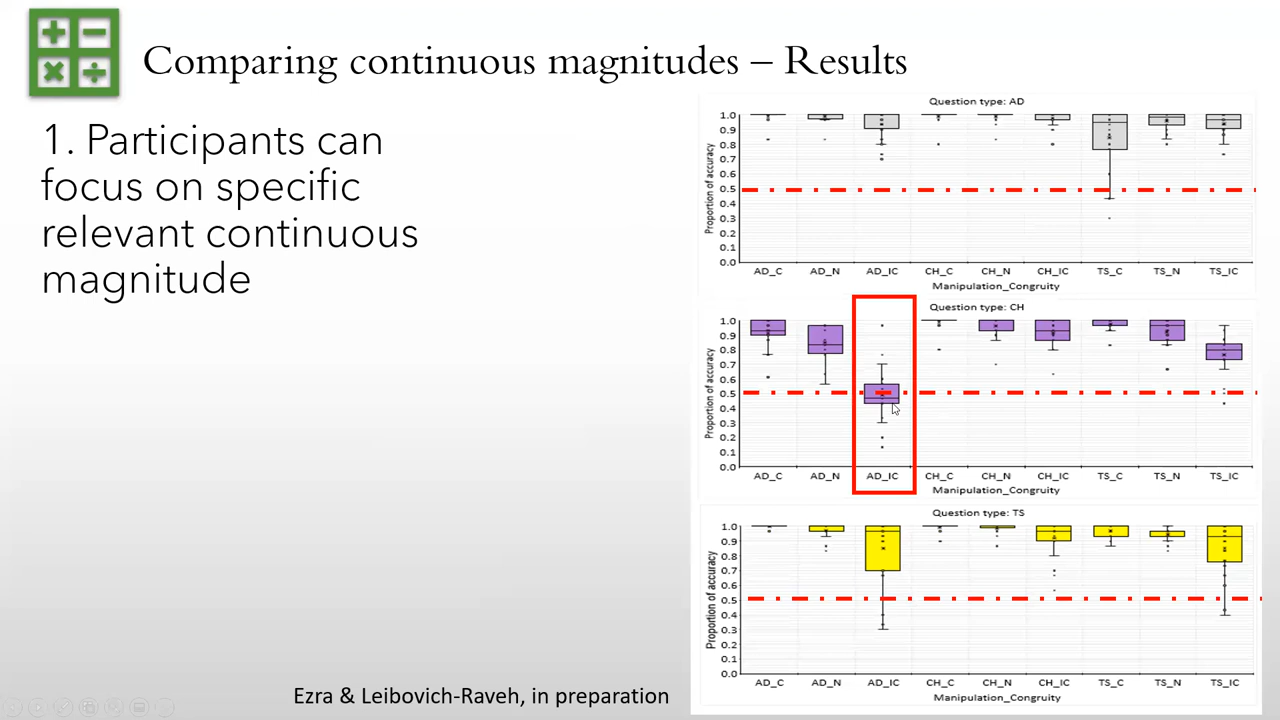 Comparing continuous magnitudes – Results
1. Participants can
focus on specific
relevant continuous
magnitude
Question type: AD
Proportion of accuracy
1.0
0.9
0.8
0.7
0.6
0.5
0.4
0.3
0.2
0.1
0.0
AD_C AD_N AD_IC CH_C CH_N CH_IC TS_C TS_N TS_IC
Manipulation_Congruity
Question type: CH
Proportion of accuracy
1.0
0.9
0.8
0.7
0.6
0.5
0.4
0.3
0.2
0.1
0.0
AD_C AD_N AD_IC CH_C CH_N CH_IC TS_C TS_N TS_IC
Manipulation_Congruity
Question type: TS
Proportion of accuracy
1.0
0.9
0.8
0.7
0.6
0.5
0.4
0.3
0.2
0.1
0.0
AD_C AD_N AD_IC CH_C CH_N CH_IC TS_C TS_N TS_IC
Manipulation_Congruity
Ezra & Leibovich-Raveh, in preparation